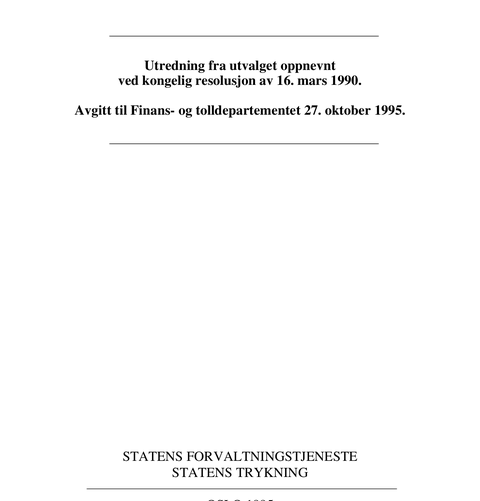 Utredning fra utvalget oppnevnt
ved kongelig resolusjon av 16. mars 1990.
Avgitt til Finans- og tolldepartementet 27. oktober 1995.
STATENS FORVALTNINGSTJENESTE
STATENS TRYKNING